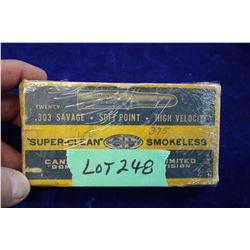 TWENTY
.303 SAVAGE • SOFT POINT • HIGH VELOCITY
375
"SUPER-CLEAN" SMOKELESS
LOT 248